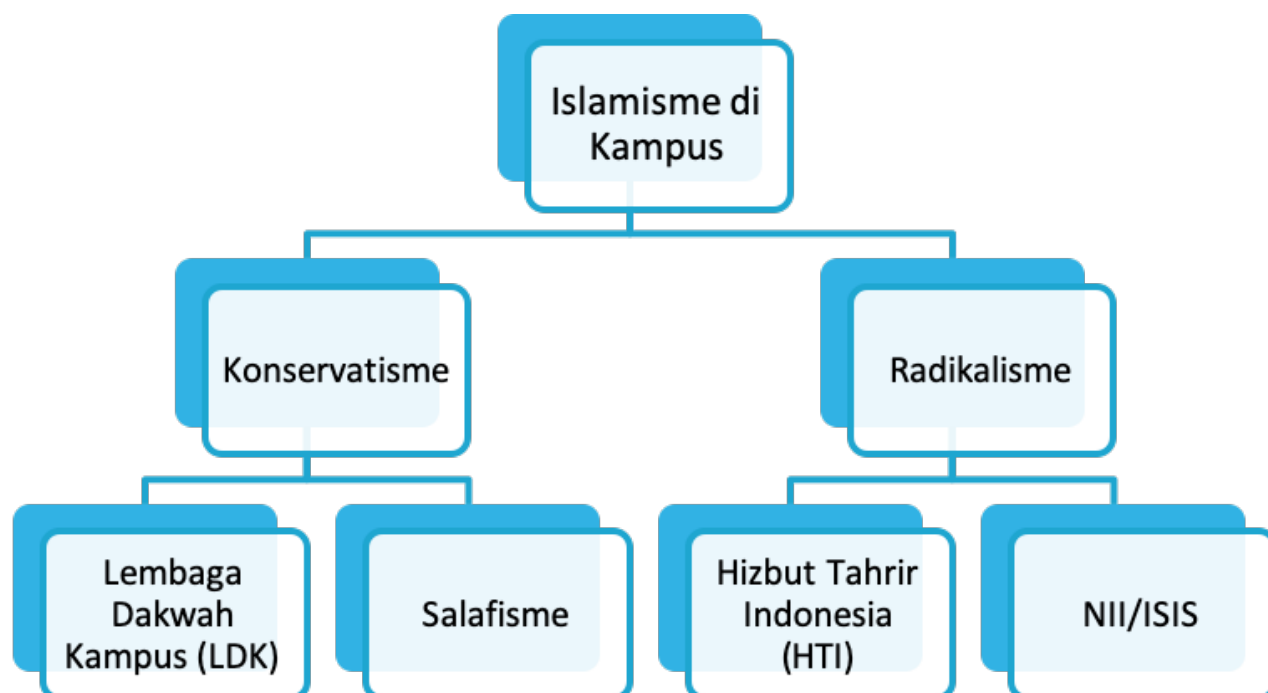 Islamisme di
Kampus
Konservatisme
Radikalisme
Lembaga
Dakwah
Kampus (LDK)
Salafisme
Hizbut Tahrir
Indonesia
(HTI)
NII/ISIS